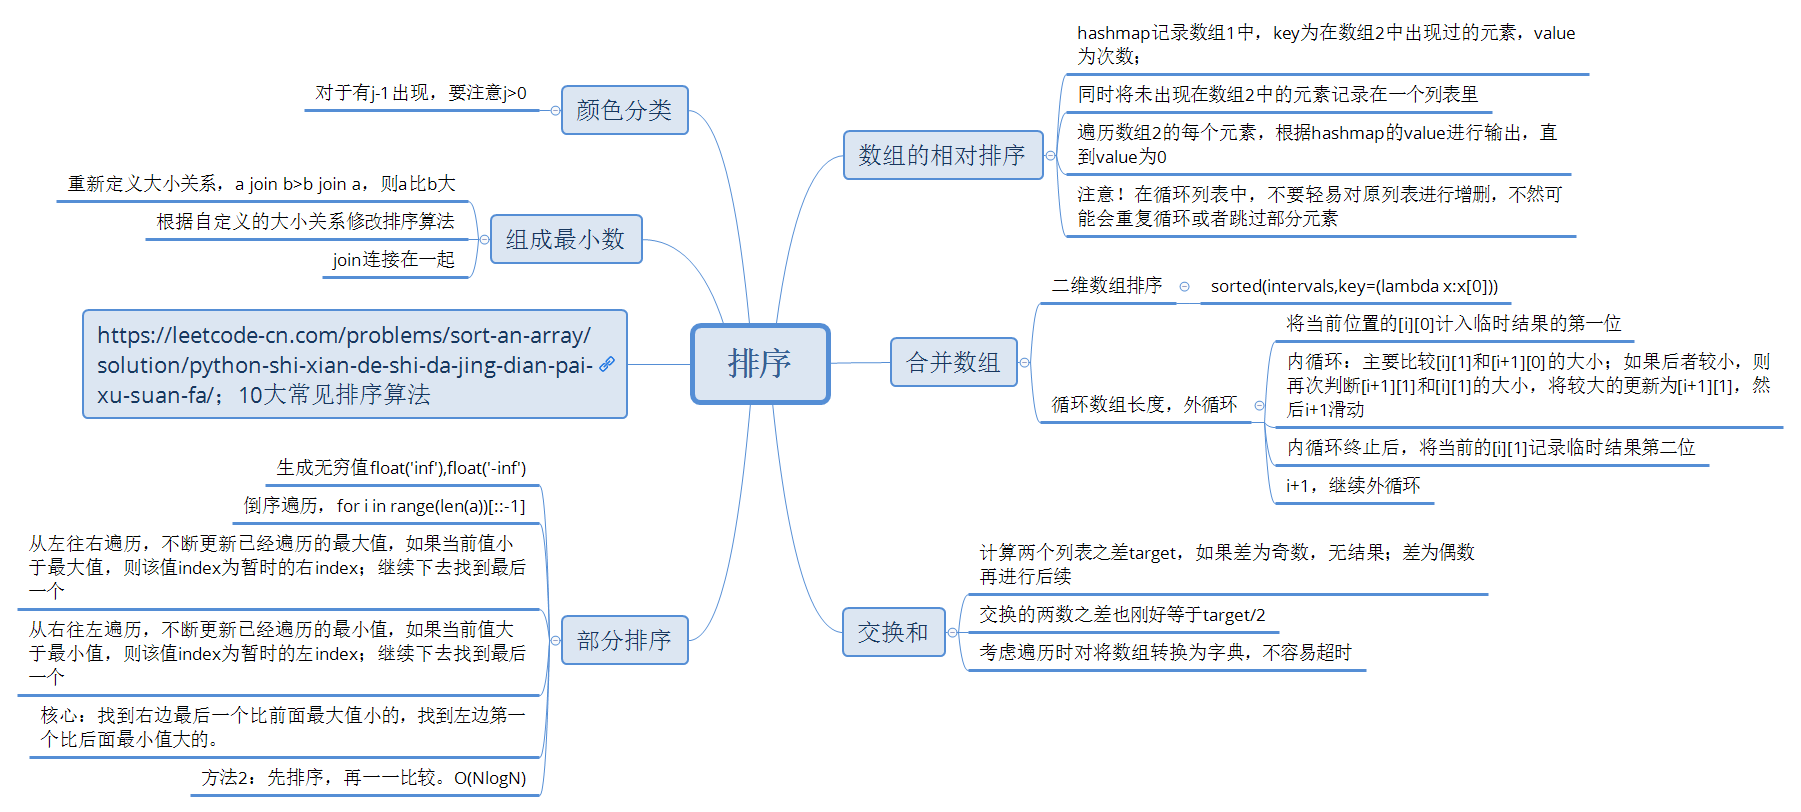 排序
数组的相对排序
hashmap记录数组1中，key为在数组2中出现过的元素，value
为次数；
同时将未出现在数组2中的元素记录在一个列表里
遍历数组2的每个元素，根据hashmap的value进行输出，直
到value为0
注意！在循环列表中，不要轻易对原列表进行增删，不然可
能会重复循环或者跳过部分元素
合并数组
二维数组排序
sorted(intervals,key=(lambda x:x[0]))
循环数组长度，外循环
将当前位置的[i][0]计入临时结果的第一位
内循环：主要比较[i][1]和[i+1][0]的大小；如果后者较小，则
再次判断[i+1][1]和[i][1]的大小，将较大的更新为[i+1][1]，然
后i+1滑动
内循环终止后，将当前的[i][1]记录临时结果第二位
i+1，继续外循环
交换和
计算两个列表之差target，如果差为奇数，无结果；差为偶数
再进行后续
交换的两数之差也刚好等于target/2
考虑遍历时对将数组转换为字典，不容易超时
颜色分类
对于有j-1出现，要注意j>0
组成最小数
重新定义大小关系，a join b>b join a，则a比b大
根据自定义的大小关系修改排序算法
join连接在一起
https://leetcode-cn.com/problems/sort-an-array/
solution/python-shi-xian-de-shi-da-jing-dian-pai-
xu-suan-fa/；10大常见排序算法
部分排序
生成无穷值float('inf'),float('-inf')
倒序遍历，for i in range(len(a))[::-1]
从左往右遍历，不断更新已经遍历的最大值，如果当前值小
于最大值，则该值index为暂时的右index；继续下去找到最后
一个
从右往左遍历，不断更新已经遍历的最小值，如果当前值大
于最小值，则该值index为暂时的左index；继续下去找到最后
一个
核心：找到右边最后一个比前面最大值小的，找到左边第一
个比后面最小值大的。
方法2：先排序，再一一比较。O(NlogN)